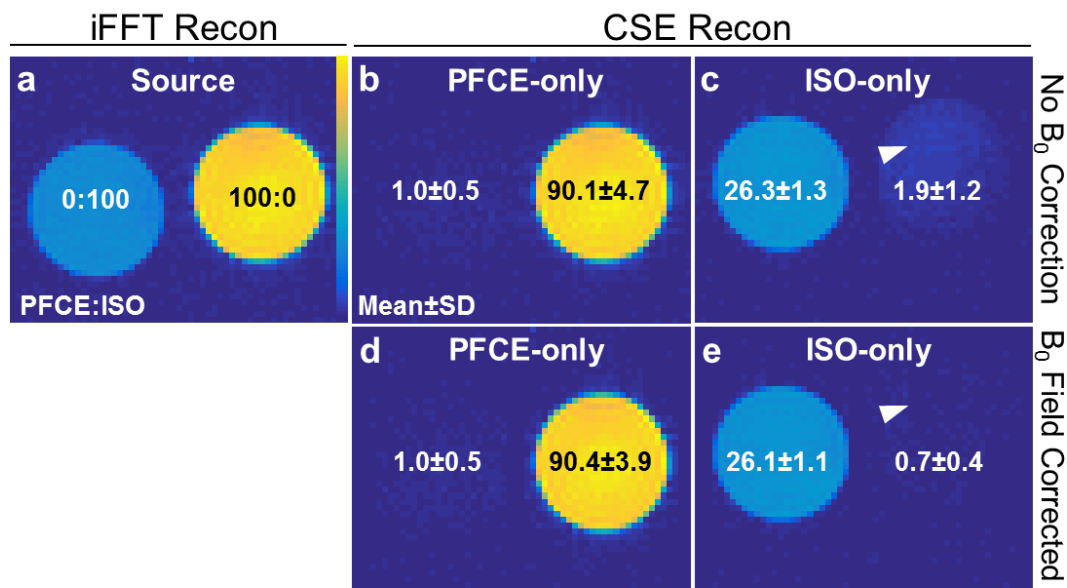 iFFT Recon
CSE Recon
a
Source
b
PFCE-only
c
ISO-only
No B₀ Correction
0:100
100:0
1.0±0.5
90.1±4.7
26.3±1.3
1.9±1.2
PFCE:ISO
Mean±SD
d
PFCE-only
e
ISO-only
B₀ Field Corrected
1.0±0.5
90.4±3.9
26.1±1.1
0.7±0.4